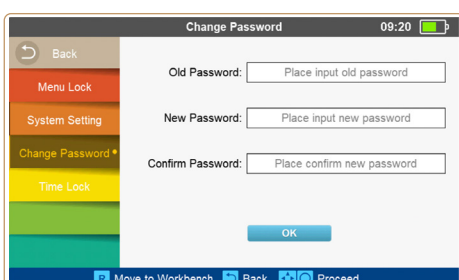 Change Password 09:20
Back
Menu Lock
System Setting
Change Password
Time Lock
Old Password: Place input old password
New Password: Place input new password
Confirm Password: Place confirm new password
OK
R Move to Workbench Back Proceed